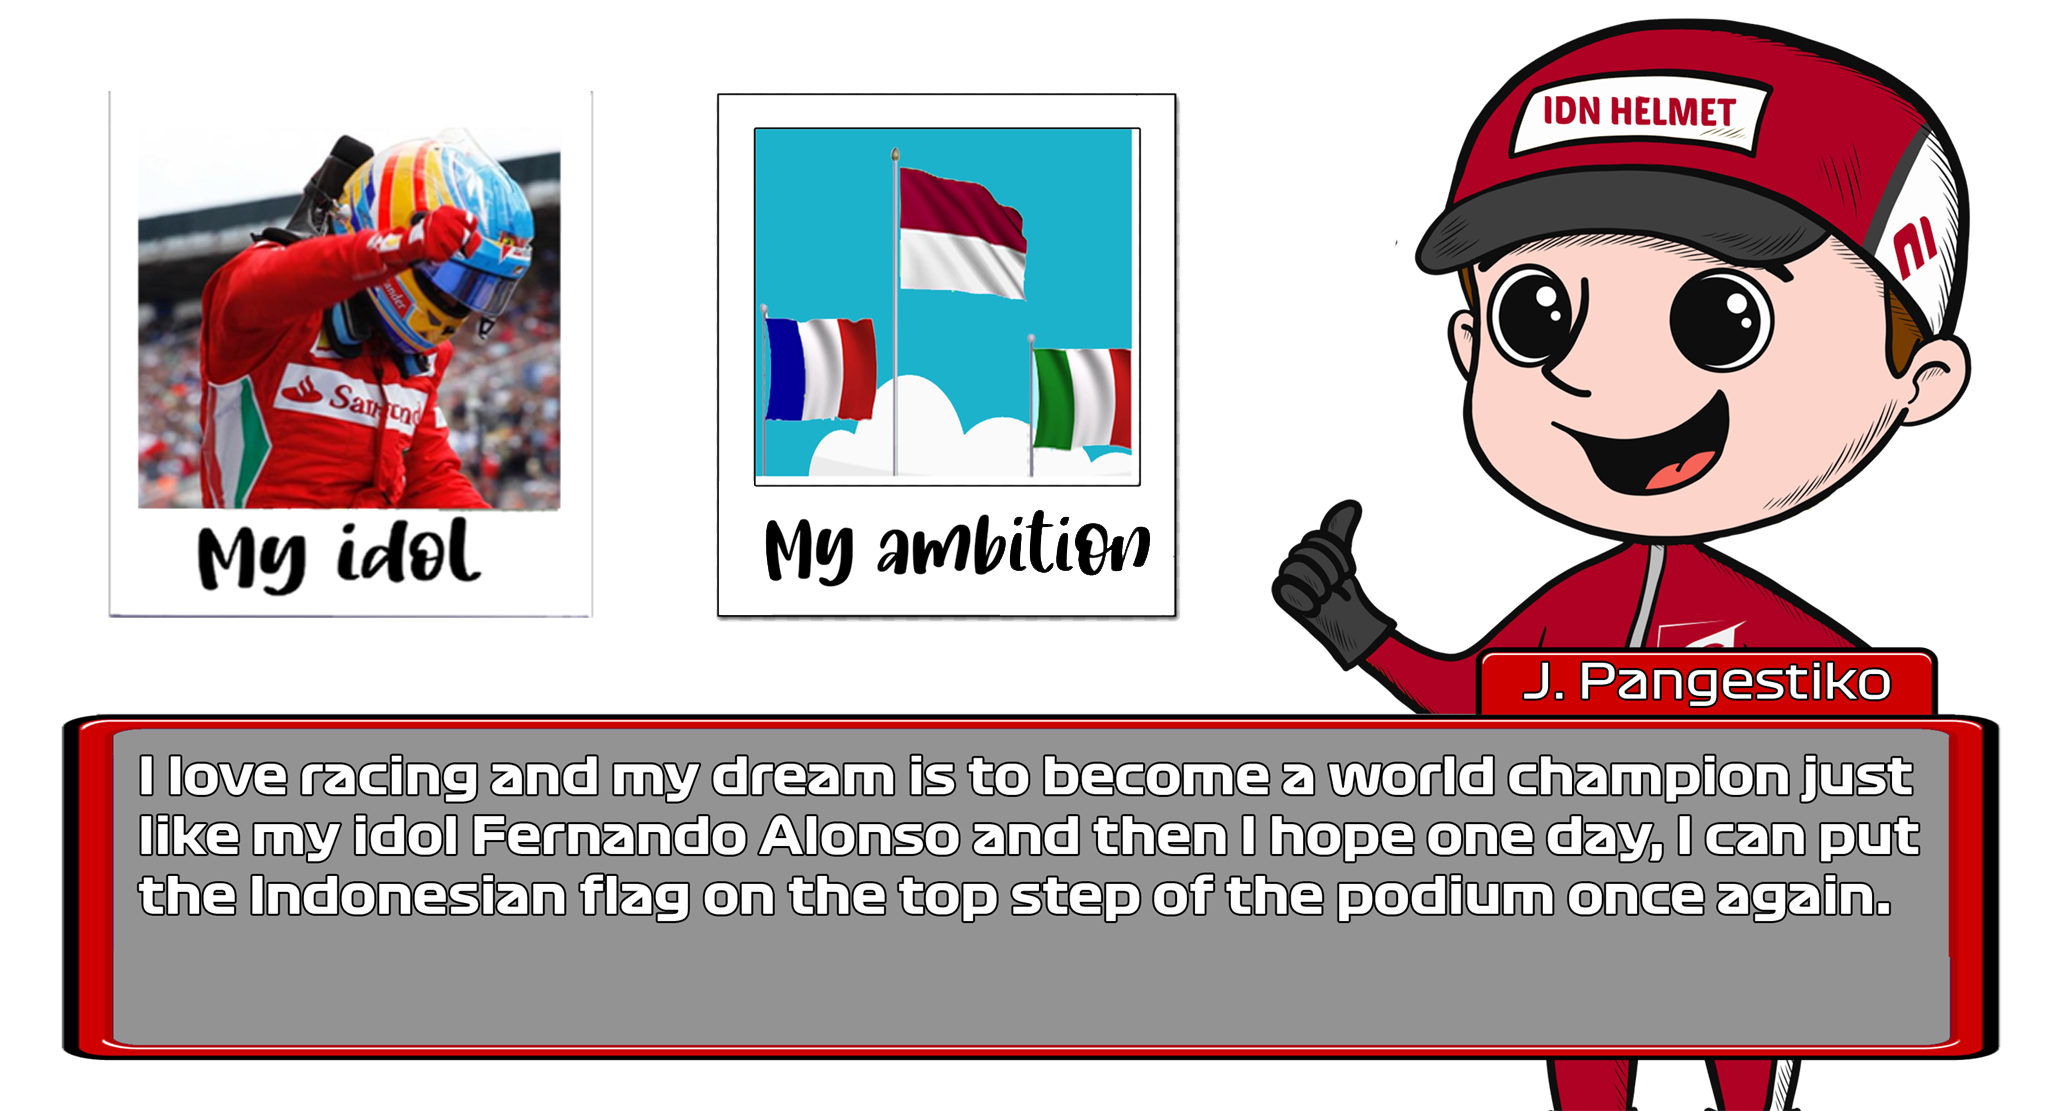 IDN HELMET
My idol
My ambition
J. Pangestiko
I love racing and my dream is to become a world champion just
like my idol Fernando Alonso and then I hope one day, I can put
the Indonesian flag on the top step of the podium once again.